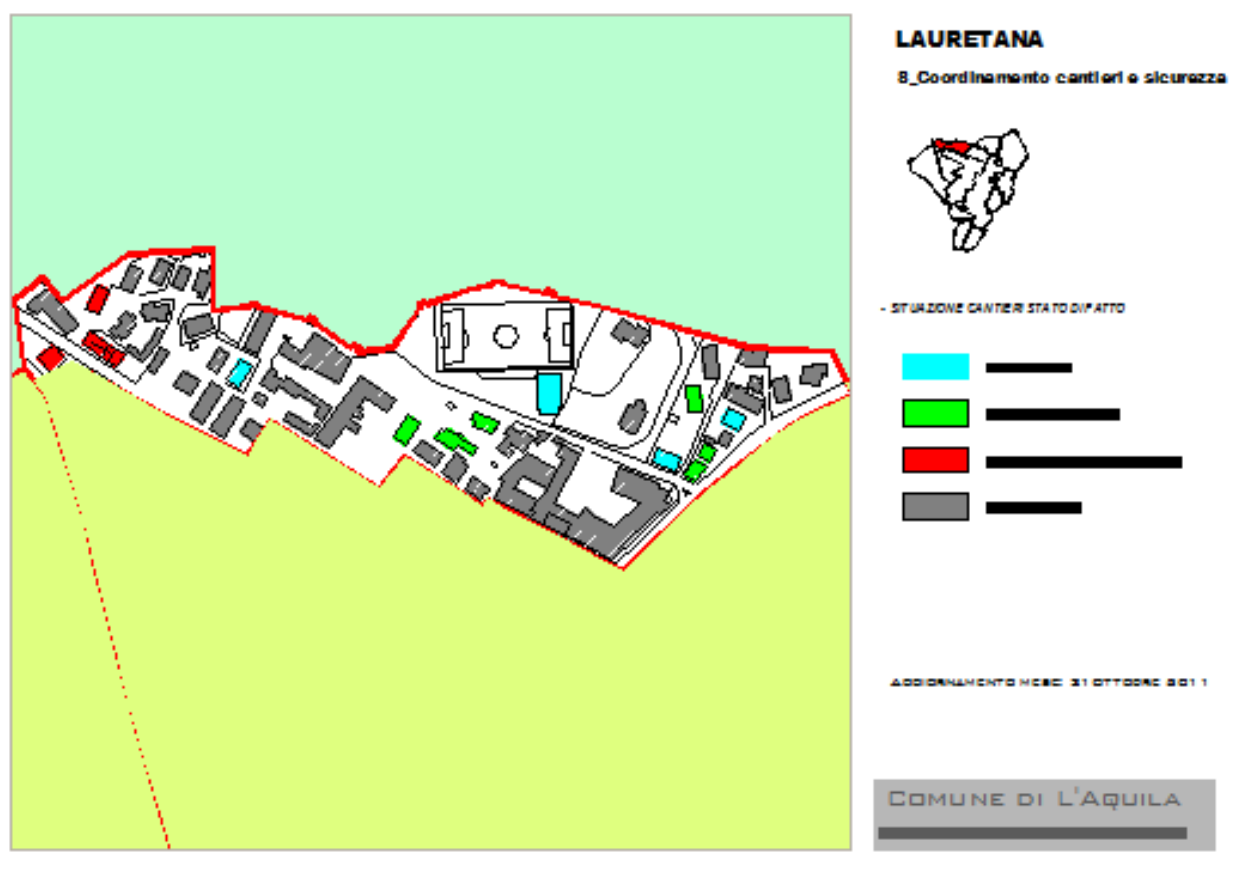 LAURETANA
8_Coordinamento cantieri e sicurezza
- SITUAZIONE CANTIERI STATO DI FATTO
AGGIORNAMENTO MESE: 31 OTTOBRE 2011
COMUNE DI L'AQUILA